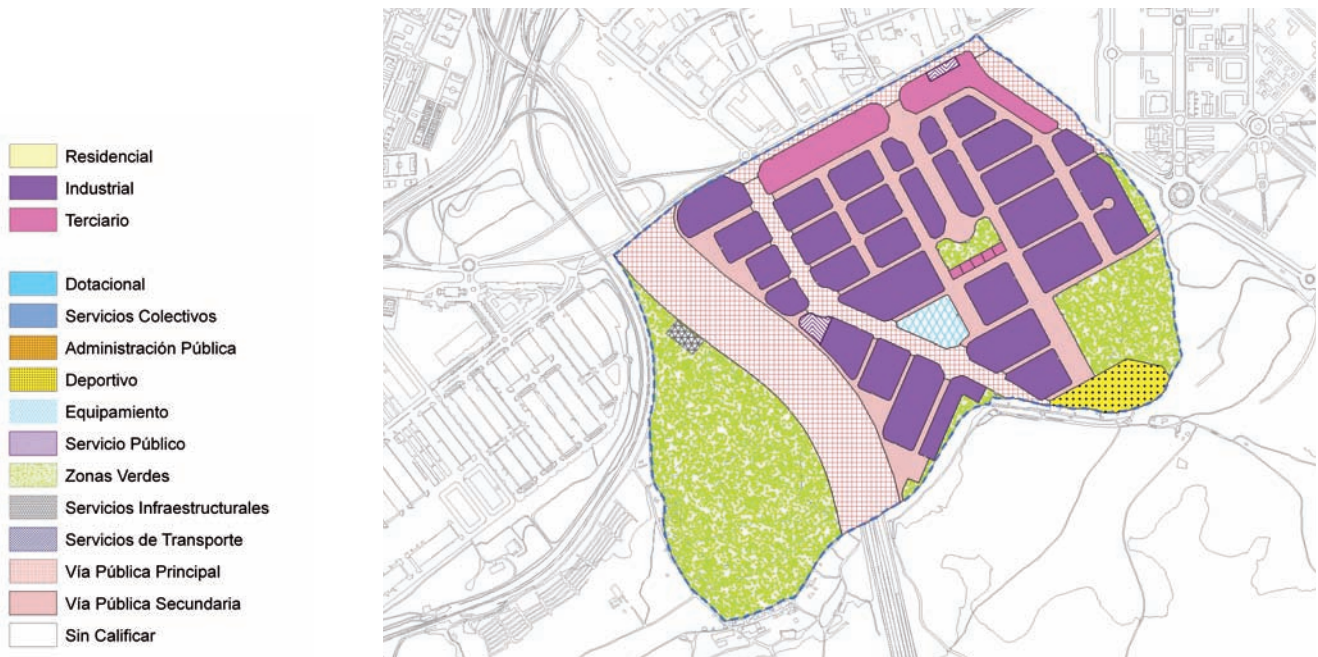 Residencial
Industrial
Terciario
Dotacional
Servicios Colectivos
Administración Pública
Deportivo
Equipamiento
Servicio Público
Zonas Verdes
Servicios Infraestructurales
Servicios de Transporte
Vía Pública Principal
Vía Pública Secundaria
Sin Calificar